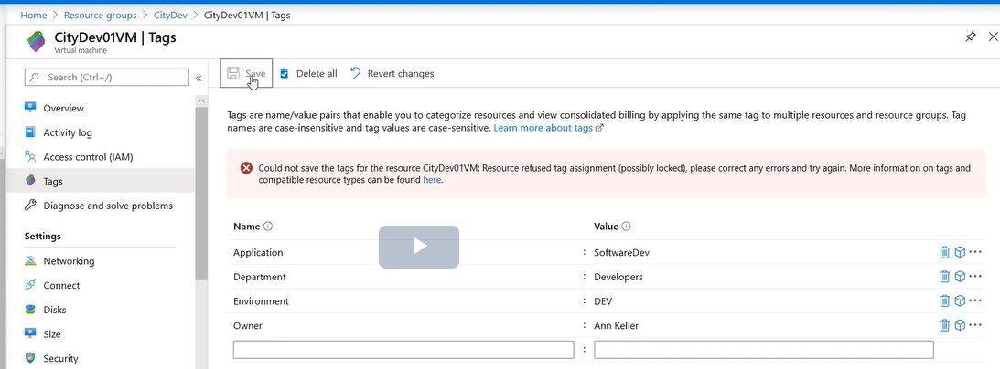 Home > Resource groups > CityDev > CityDev01VM | Tags
CityDev01VM | Tags
Virtual machine
Search (Ctrl+/)
«
Overview
Activity log
Access control (IAM)
Tags
Diagnose and solve problems
Settings
Networking
Connect
Disks
Size
Security
Save
Delete all
Revert changes
Tags are name/value pairs that enable you to categorize resources and view consolidated billing by applying the same tag to multiple resources and resource groups. Tag
names are case-insensitive and tag values are case-sensitive. Learn more about tags
Could not save the tags for the resource CityDev01VM: Resource refused tag assignment (possibly locked), please correct any errors and try again. More information on tags and
compatible resource types can be found here.
Name Value
Application : SoftwareDev
Department : Developers
Environment : DEV
Owner : Ann Keller
: